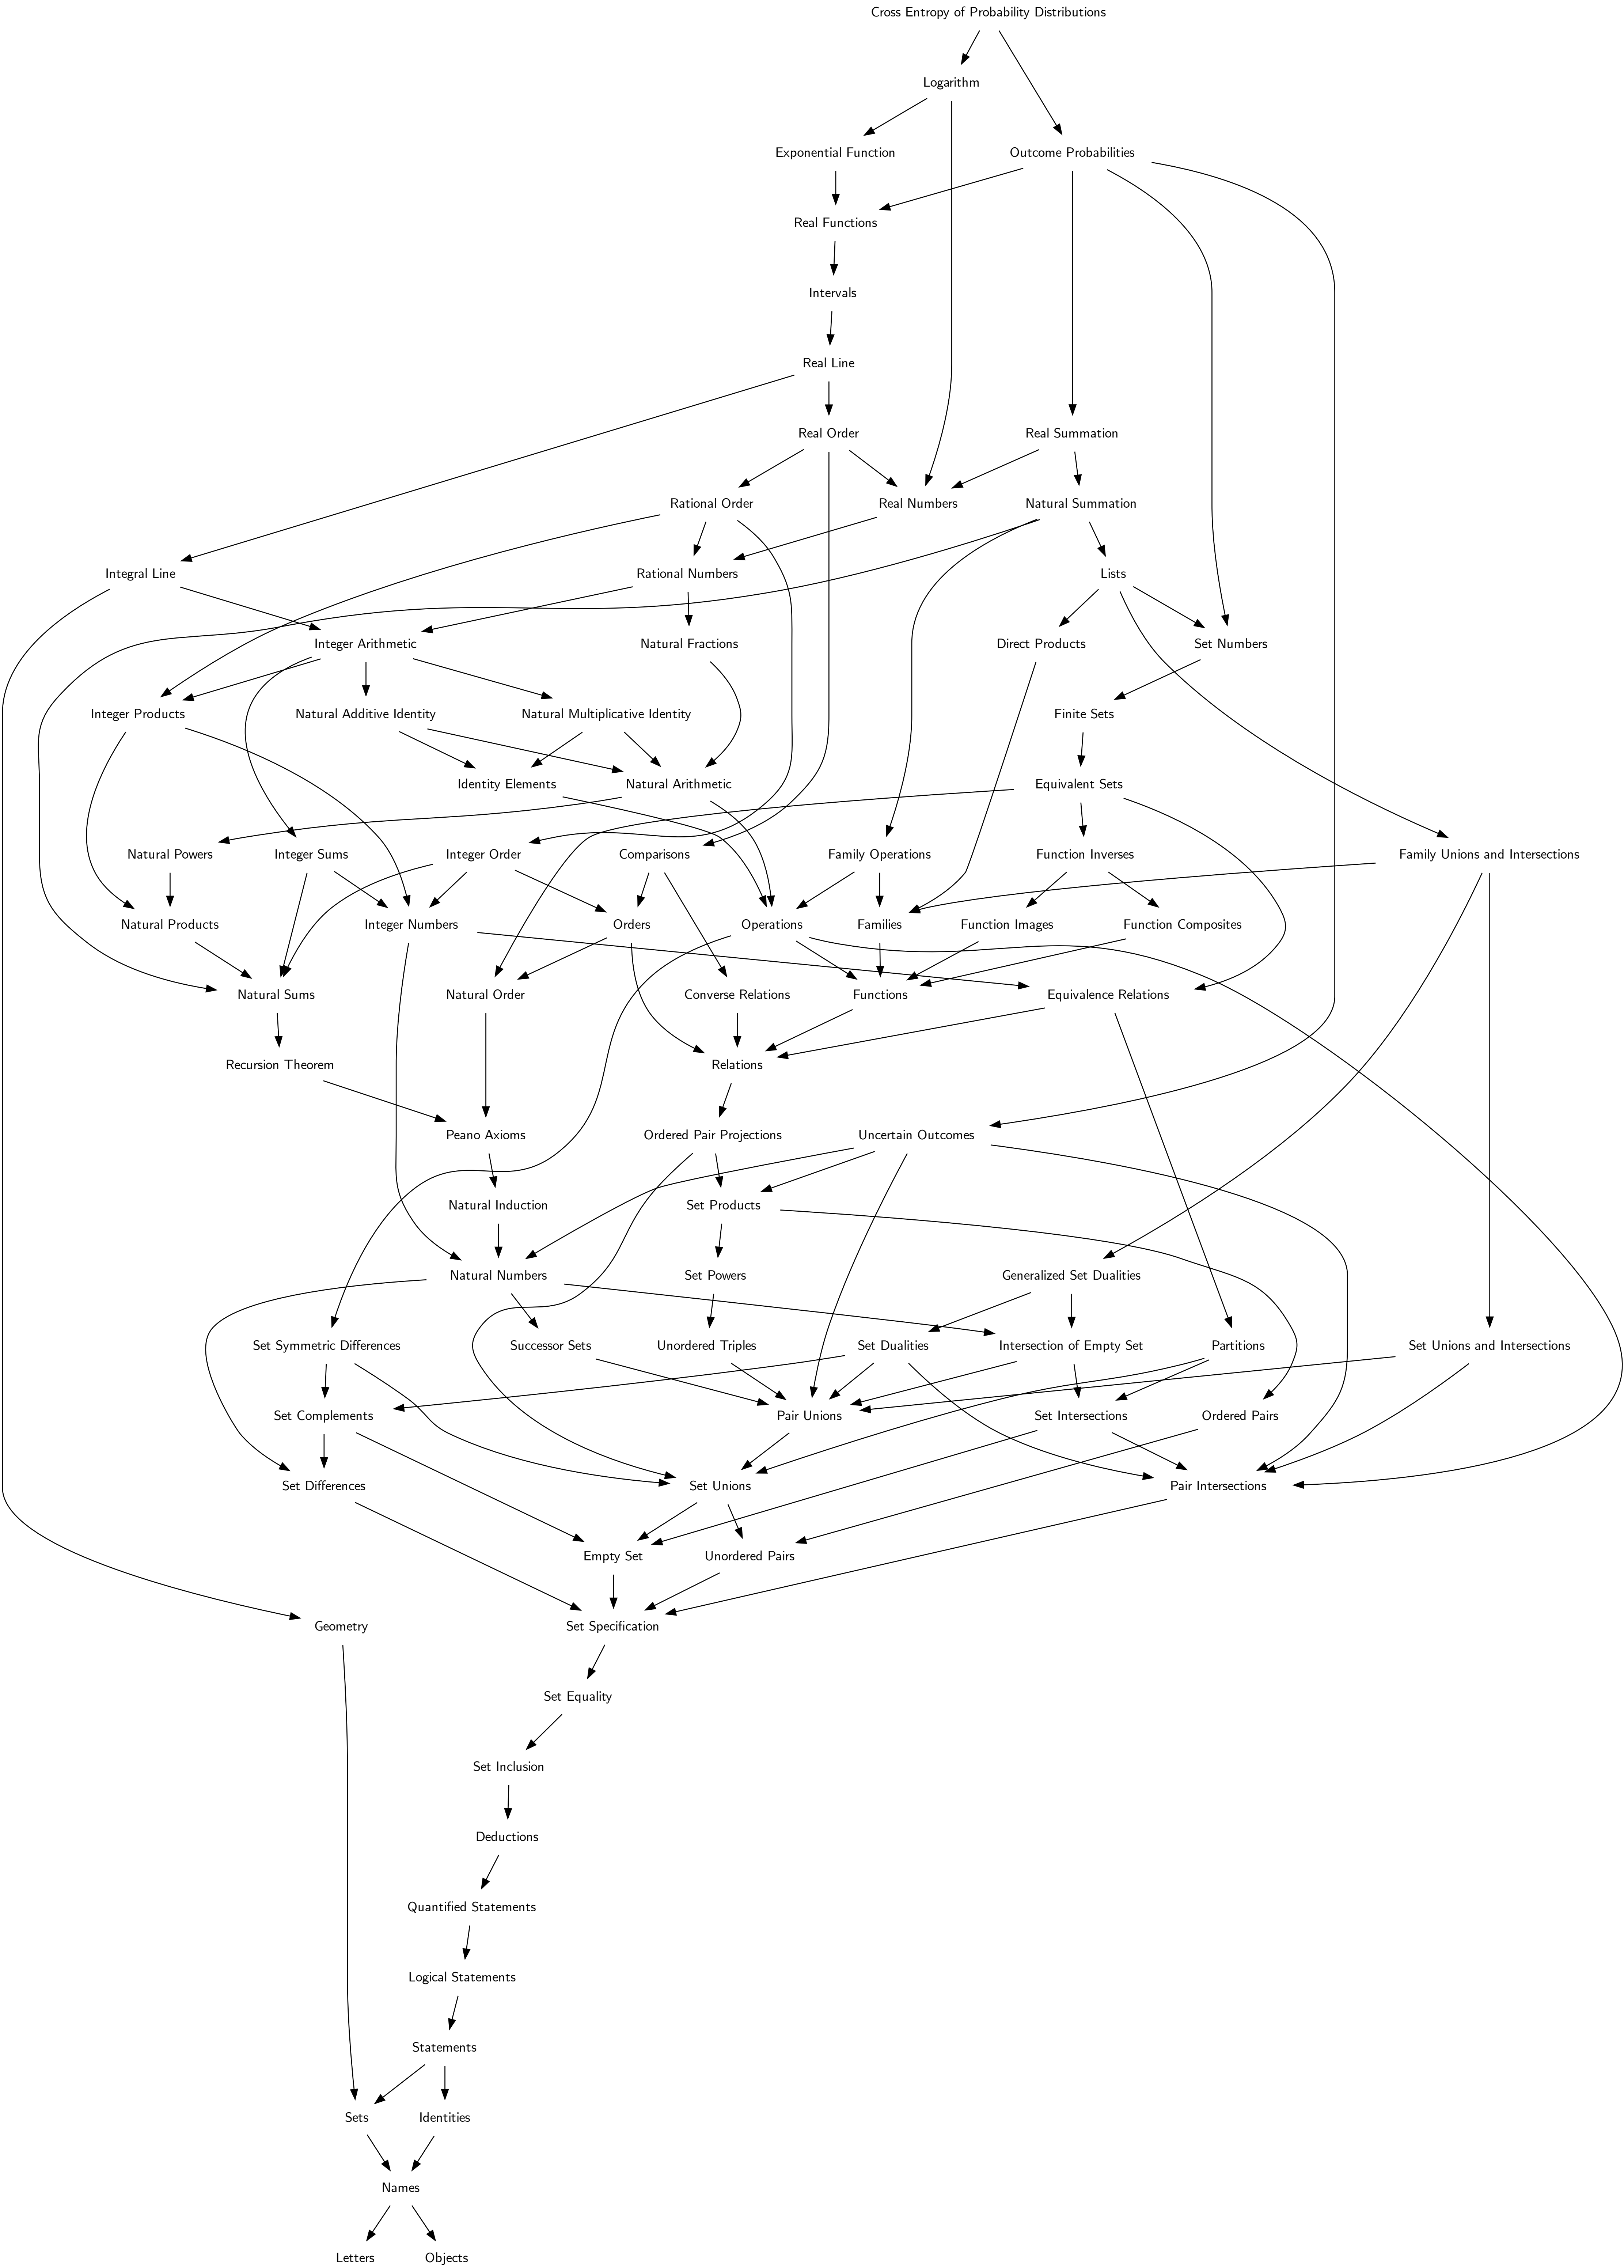 Cross Entropy of Probability Distributions
Logarithm
Exponential Function
Outcome Probabilities
Real Functions
Intervals
Real Line
Real Order
Real Summation
Rational Order
Real Numbers
Natural Summation
Integral Line
Rational Numbers
Lists
Integer Arithmetic
Natural Fractions
Direct Products
Set Numbers
Integer Products
Natural Additive Identity
Natural Multiplicative Identity
Finite Sets
Identity Elements
Natural Arithmetic
Equivalent Sets
Natural Powers
Integer Sums
Integer Order
Comparisons
Family Operations
Function Inverses
Family Unions and Intersections
Natural Products
Integer Numbers
Orders
Operations
Families
Function Images
Function Composites
Natural Sums
Natural Order
Converse Relations
Functions
Equivalence Relations
Recursion Theorem
Relations
Peano Axioms
Ordered Pair Projections
Uncertain Outcomes
Natural Induction
Set Products
Natural Numbers
Set Powers
Generalized Set Dualities
Set Symmetric Differences
Successor Sets
Unordered Triples
Set Dualities
Intersection of Empty Set
Partitions
Set Unions and Intersections
Set Complements
Pair Unions
Set Intersections
Ordered Pairs
Set Differences
Set Unions
Pair Intersections
Empty Set
Unordered Pairs
Geometry
Set Specification
Set Equality
Set Inclusion
Deductions
Quantified Statements
Logical Statements
Statements
Sets
Identities
Names
Letters
Objects